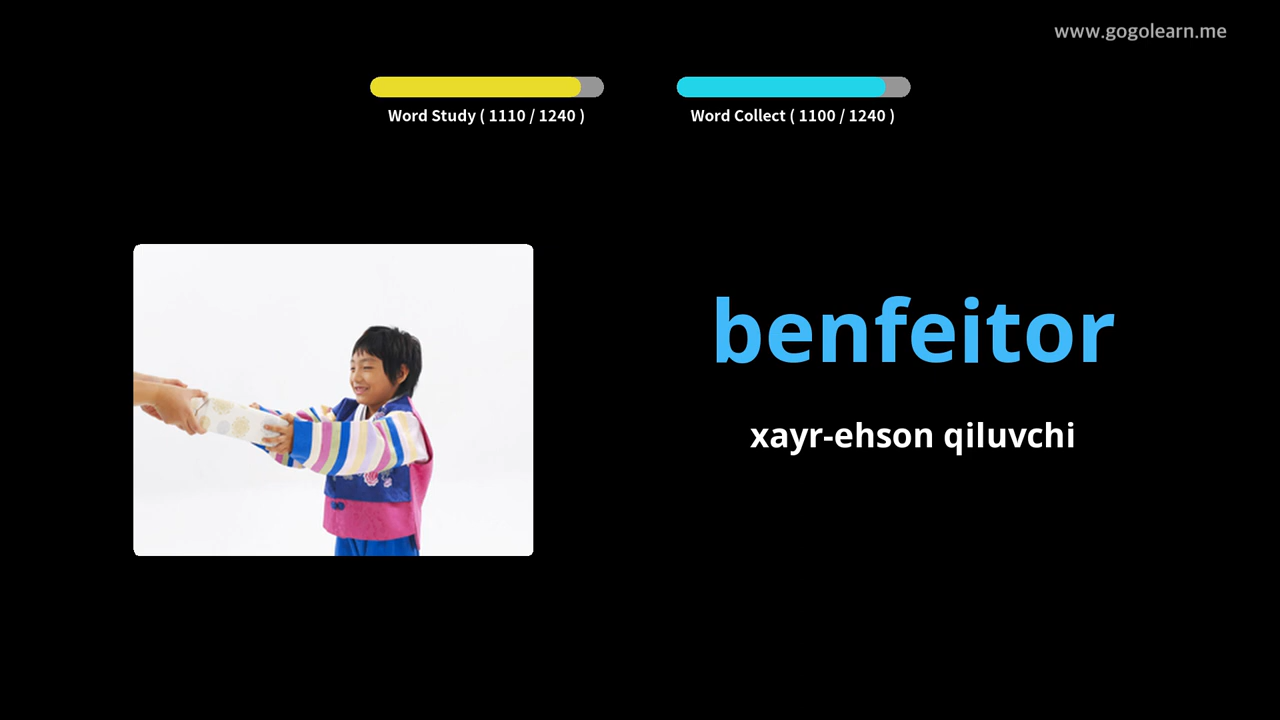 www.gogolearn.me
Word Study ( 1110 / 1240 )
Word Collect ( 1100 / 1240 )
benfeitor
xayr-ehson qiluvchi